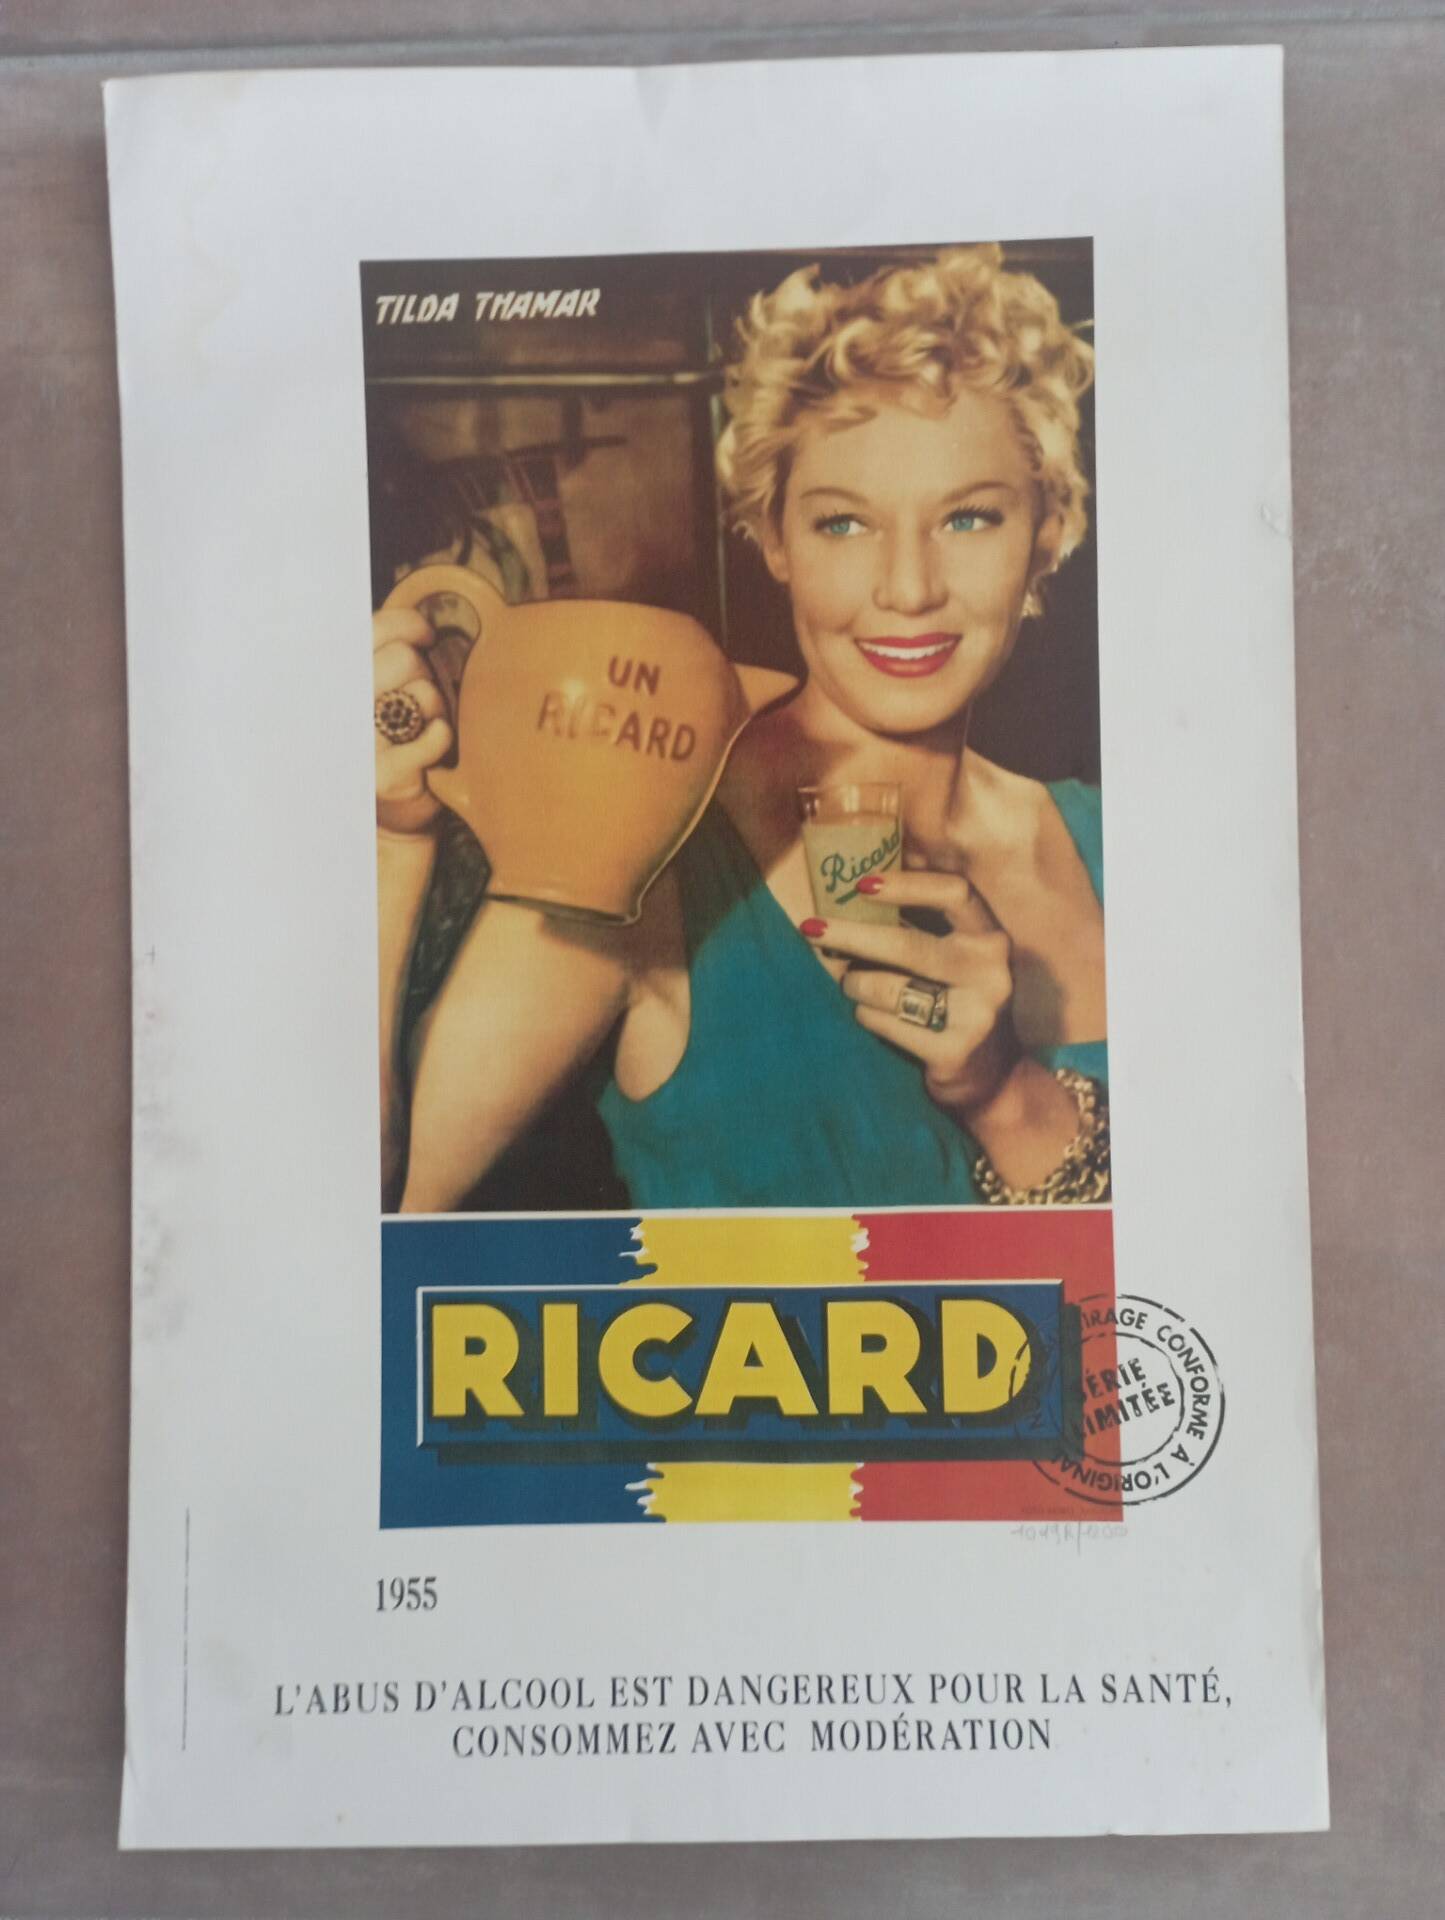 TILDA THAMAR
UN
RICARD
Ricard
RICARD
TIRAGE CONFORME À L'ORIGINAL
SÉRIE
LIMITÉE
1955
L'ABUS D'ALCOOL EST DANGEREUX POUR LA SANTÉ,
CONSOMMEZ AVEC MODÉRATION